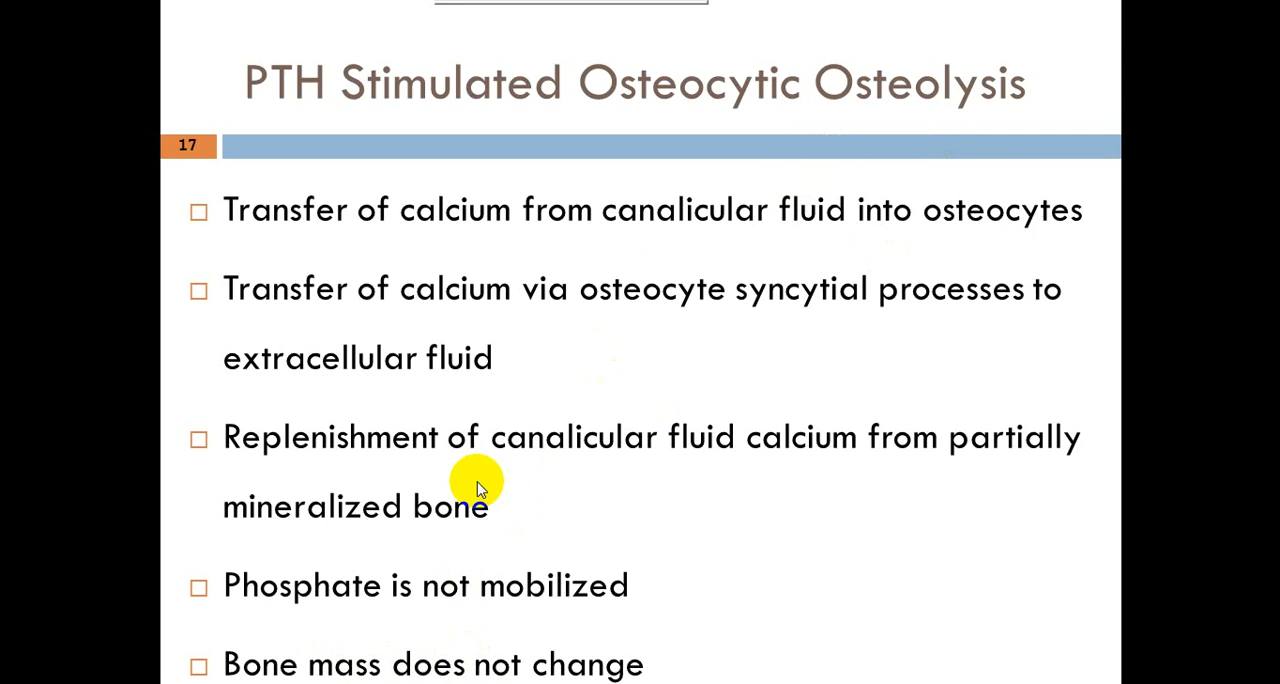 PTH Stimulated Osteocytic Osteolysis
17
Transfer of calcium from canalicular fluid into osteocytes
Transfer of calcium via osteocyte syncytial processes to
extracellular fluid
Replenishment of canalicular fluid calcium from partially
mineralized bone
Phosphate is not mobilized
Bone mass does not change